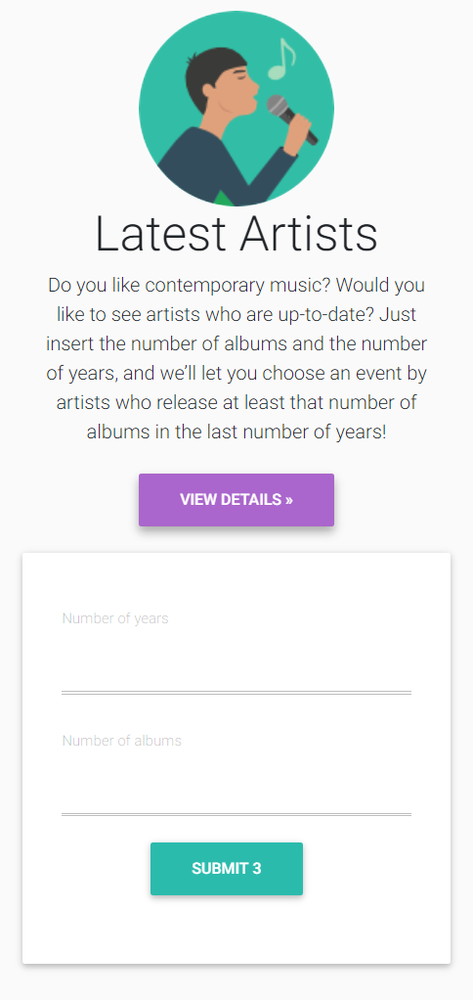 Latest Artists
Do you like contemporary music? Would you
like to see artists who are up-to-date? Just
insert the number of albums and the number
of years, and we’ll let you choose an event by
artists who release at least that number of
albums in the last number of years!
VIEW DETAILS »
Number of years
Number of albums
SUBMIT 3